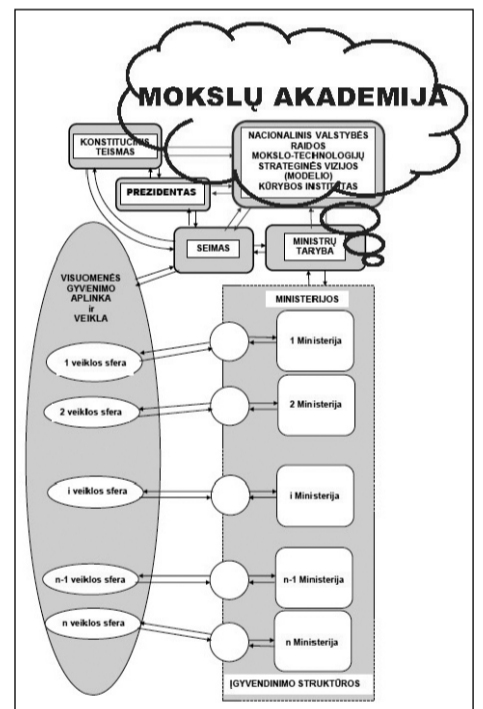 MOKSLŲ AKADEMIJA
KONSTITUCINIS
TEISMAS
NACIONALINIS VALSTYBĖS
RAIDOS
MOKSLO-TECHNOLOGIJŲ
STRATEGINĖS VIZIJOS
(MODELIO)
KŪRYBOS INSTITUTAS
PREZIDENTAS
SEIMAS
MINISTRŲ
TARYBA
VISUOMENĖS
GYVENIMO
APLINKA
ir
VEIKLA
MINISTERIJOS
1 veiklos sfera
1 Ministerija
2 veiklos sfera
2 Ministerija
i veiklos sfera
i Ministerija
n-1 veiklos sfera
n-1 Ministerija
n veiklos sfera
n Ministerija
ĮGYVENDINIMO STRUKTŪROS